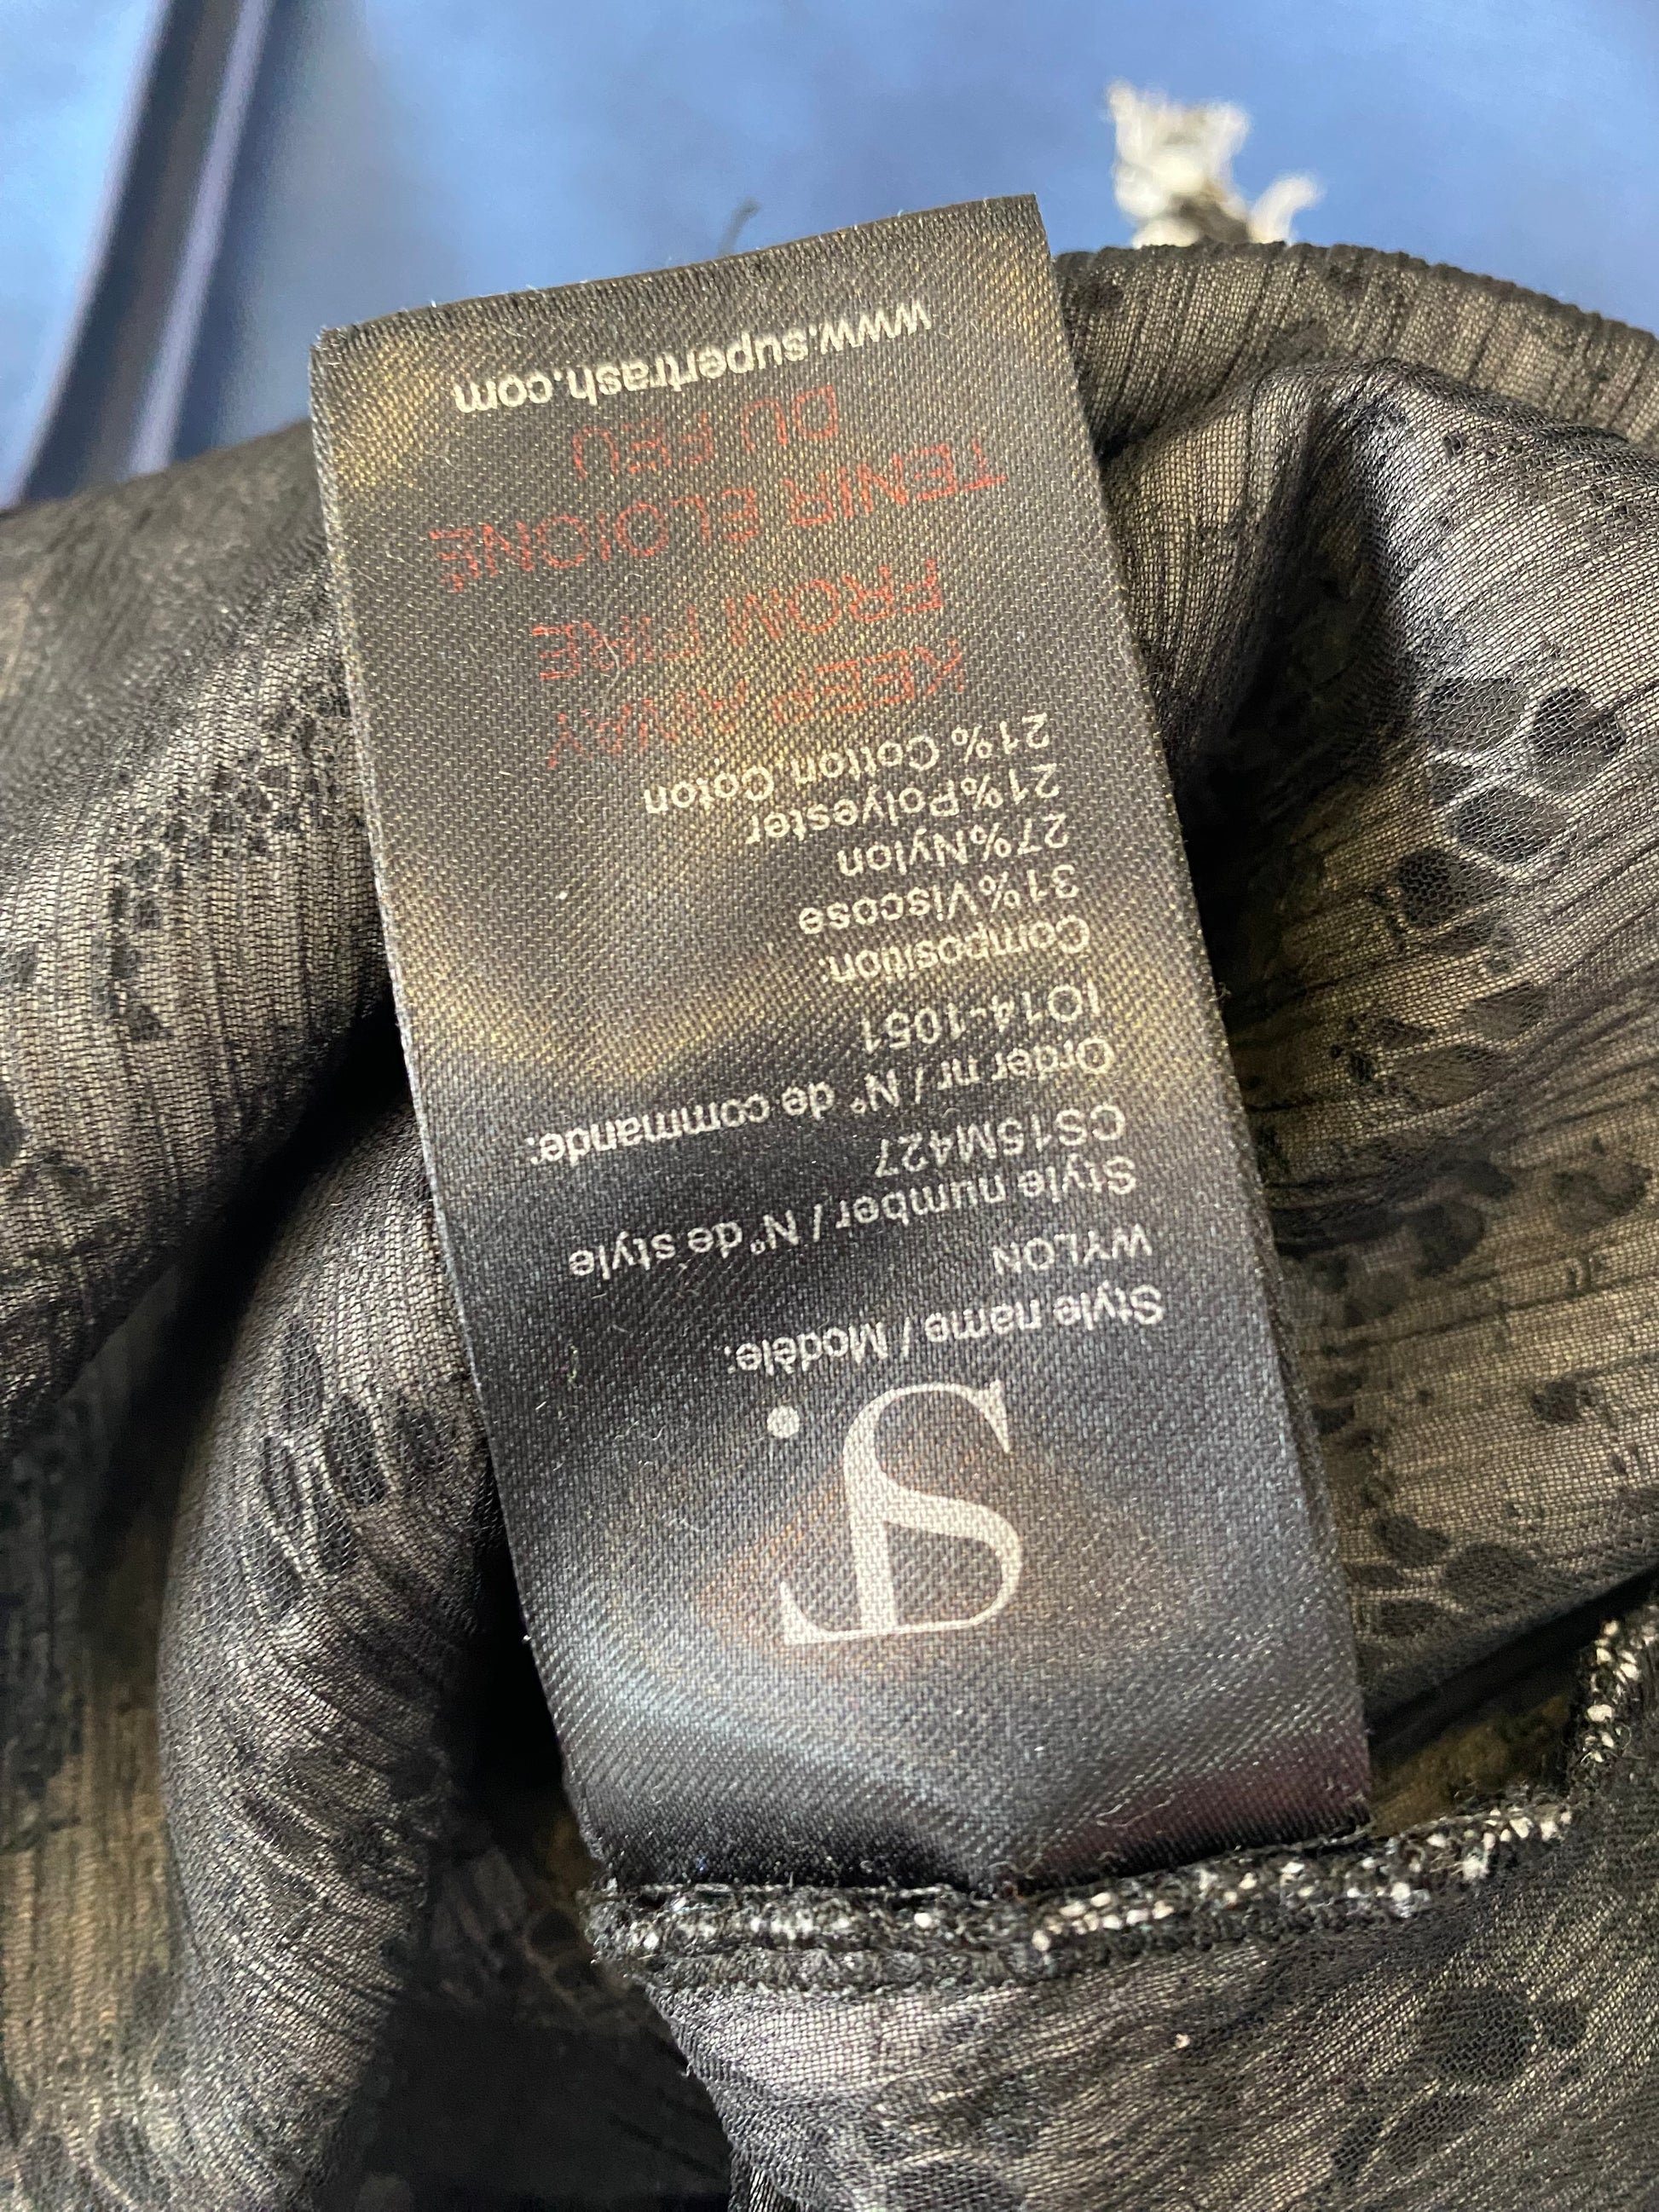 S.
Style name / Modèle:
WYLON
Style number / N° de style
CS15M427
Order nr / N° de commande:
IO14-1051
Composition:
31%Viscose
27%Nylon
21%Polyester
21% Cotton,Coton
KEEP AWAY
FROM FIRE
TENIR ELOIGNE
DU FEU
www.supertrash.com